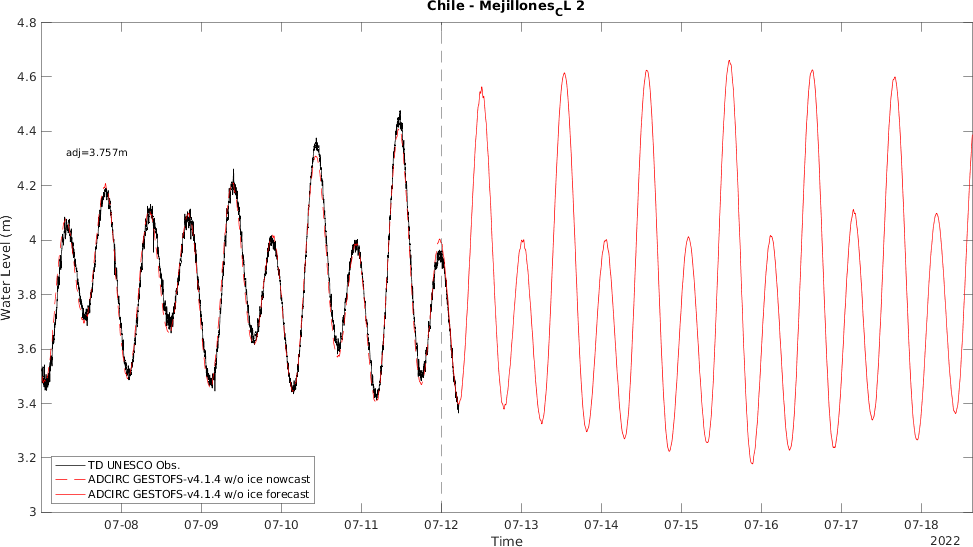 Chile - Mejillones_CL 2
4.8
4.6
4.4
4.2
4
3.8
3.6
3.4
3.2
3
Water Level (m)
adj=3.757m
TD UNESCO Obs.
ADCIRC GESTOFS-v4.1.4 w/o ice nowcast
ADCIRC GESTOFS-v4.1.4 w/o ice forecast
07-08 07-09 07-10 07-11 07-12 07-13 07-14 07-15 07-16 07-17 07-18
Time
2022